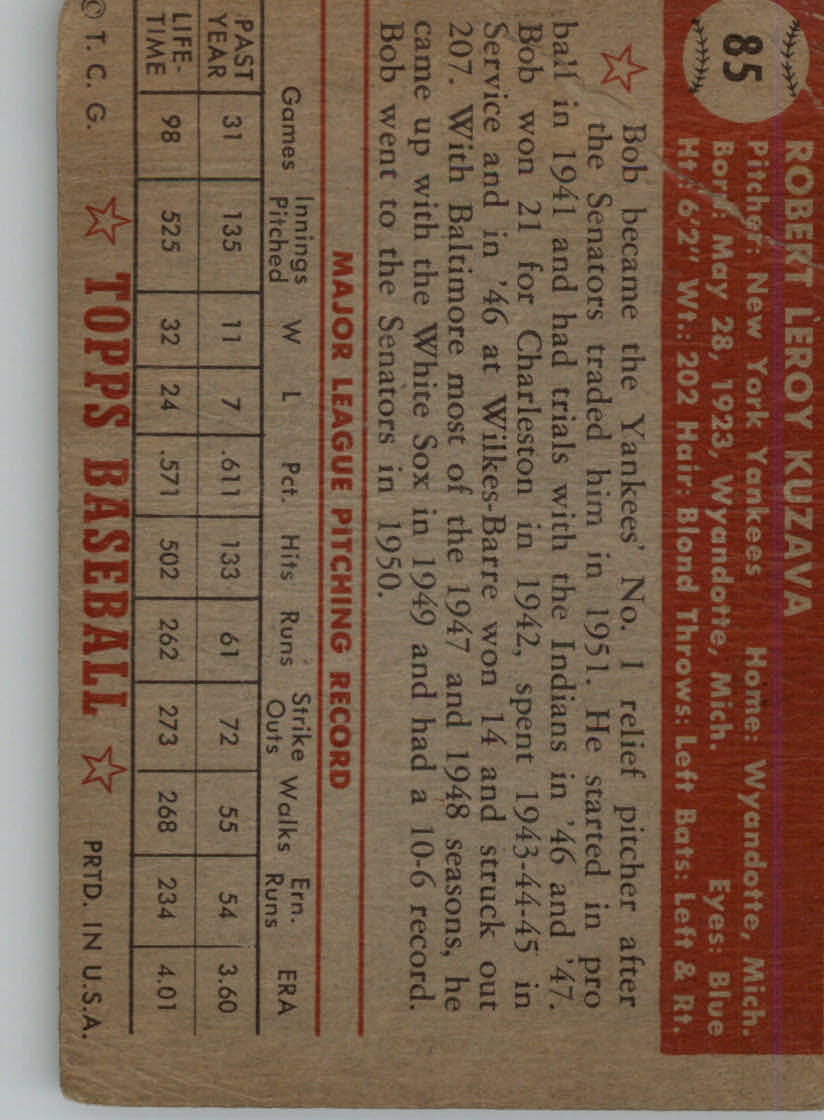 85
ROBERT LEROY KUZAVA
Pitcher: New York Yankees Home: Wyandotte, Mich.
Born: May 28, 1923, Wyandotte, Mich. Eyes: Blue
Ht.: 6'2" Wt.: 202 Hair: Blond Throws: Left Bats: Left & Rt.
Bob became the Yankees' No. 1 relief pitcher after
the Senators traded him in 1951. He started in pro
ball in 1941 and had trials with the Indians in '46 and '47.
Bob won 21 for Charleston in 1942, spent 1943-44-45 in
Service and in '46 at Wilkes-Barre won 14 and struck out
207. With Baltimore most of the 1947 and 1948 seasons, he
came up with the White Sox in 1949 and had a 10-6 record.
Bob went to the Senators in 1950.
MAJOR LEAGUE PITCHING RECORD
Games Innings Pitched W L Pct. Hits Runs Strike Outs Walks Ern. Runs ERA
PAST YEAR 31 135 11 7 .611 133 61 72 55 54 3.60
LIFE-TIME 98 525 32 24 .571 502 262 273 268 234 4.01
© T. C. G. TOPPS BASEBALL PRTD. IN U.S.A.